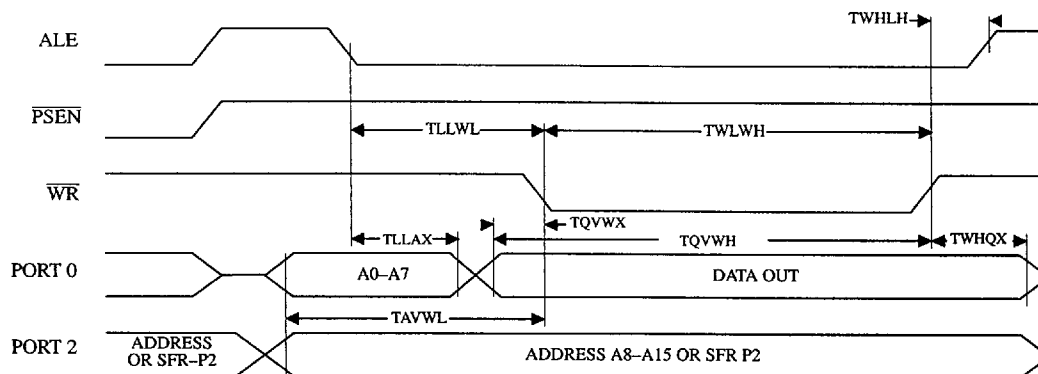 TWHLH
ALE
PSEN
TLLWL
TWLWH
WR
TQVWX
TLLAX
TQVWH
TWHQX
PORT 0
A0–A7
DATA OUT
TAVWL
PORT 2
ADDRESS
OR SFR–P2
ADDRESS A8–A15 OR SFR P2